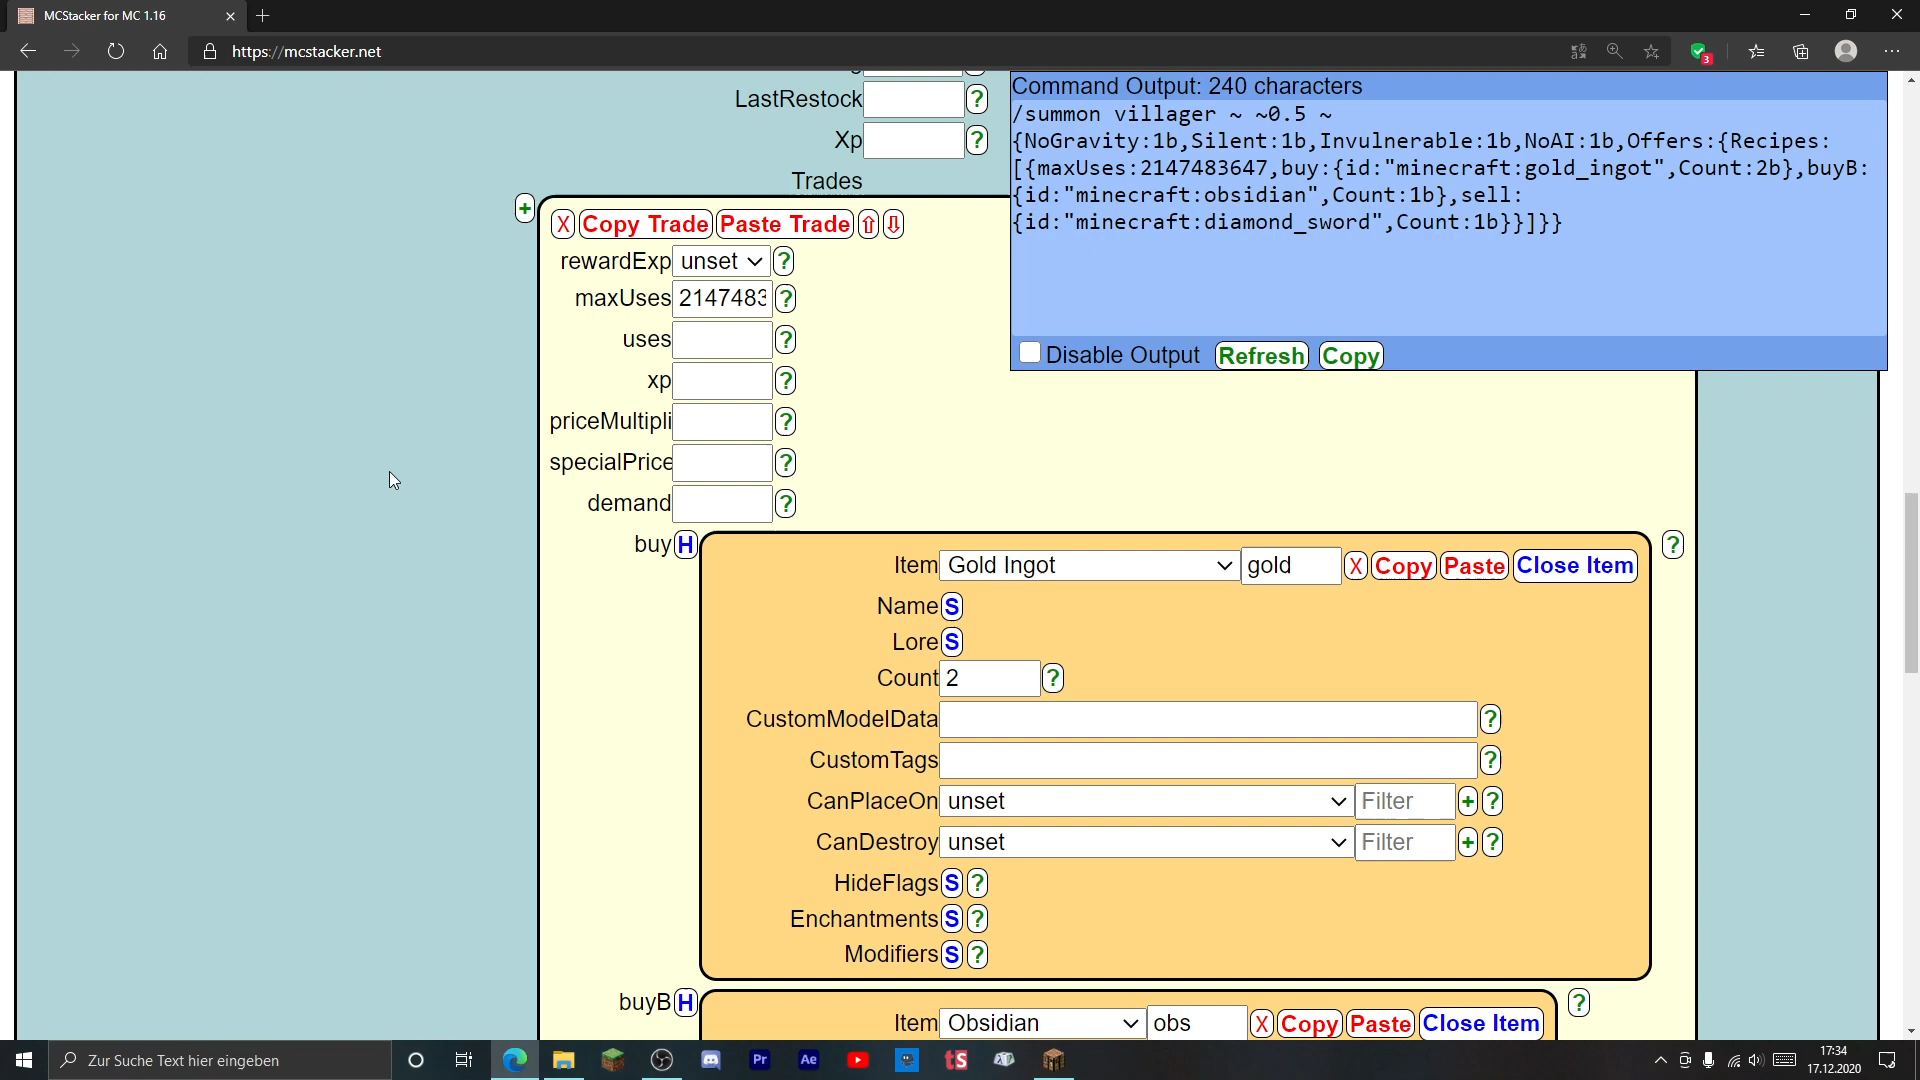 MCStacker for MC 1.16
https://mcstacker.net
3
LastRestock ?
Xp ?
Trades
+
X Copy Trade Paste Trade ⇧ ⇩
rewardExp unset ?
maxUses 2147483 ?
uses ?
xp ?
priceMultipli ?
specialPrice ?
demand ?
buy H ?
Item Gold Ingot gold X Copy Paste Close Item
Name S
Lore S
Count 2 ?
CustomModelData ?
CustomTags ?
CanPlaceOn unset Filter + ?
CanDestroy unset Filter + ?
HideFlags S ?
Enchantments S ?
Modifiers S ?
buyB H ?
Item Obsidian obs X Copy Paste Close Item
Command Output: 240 characters
/summon villager ~ ~0.5 ~
{NoGravity:1b,Silent:1b,Invulnerable:1b,NoAI:1b,Offers:{Recipes:
[{maxUses:2147483647,buy:{id:"minecraft:gold_ingot",Count:2b},buyB:
{id:"minecraft:obsidian",Count:1b},sell:
{id:"minecraft:diamond_sword",Count:1b}}]}}
Disable Output Refresh Copy
Zur Suche Text hier eingeben
Pr
Ae
tS
17:34
17.12.2020